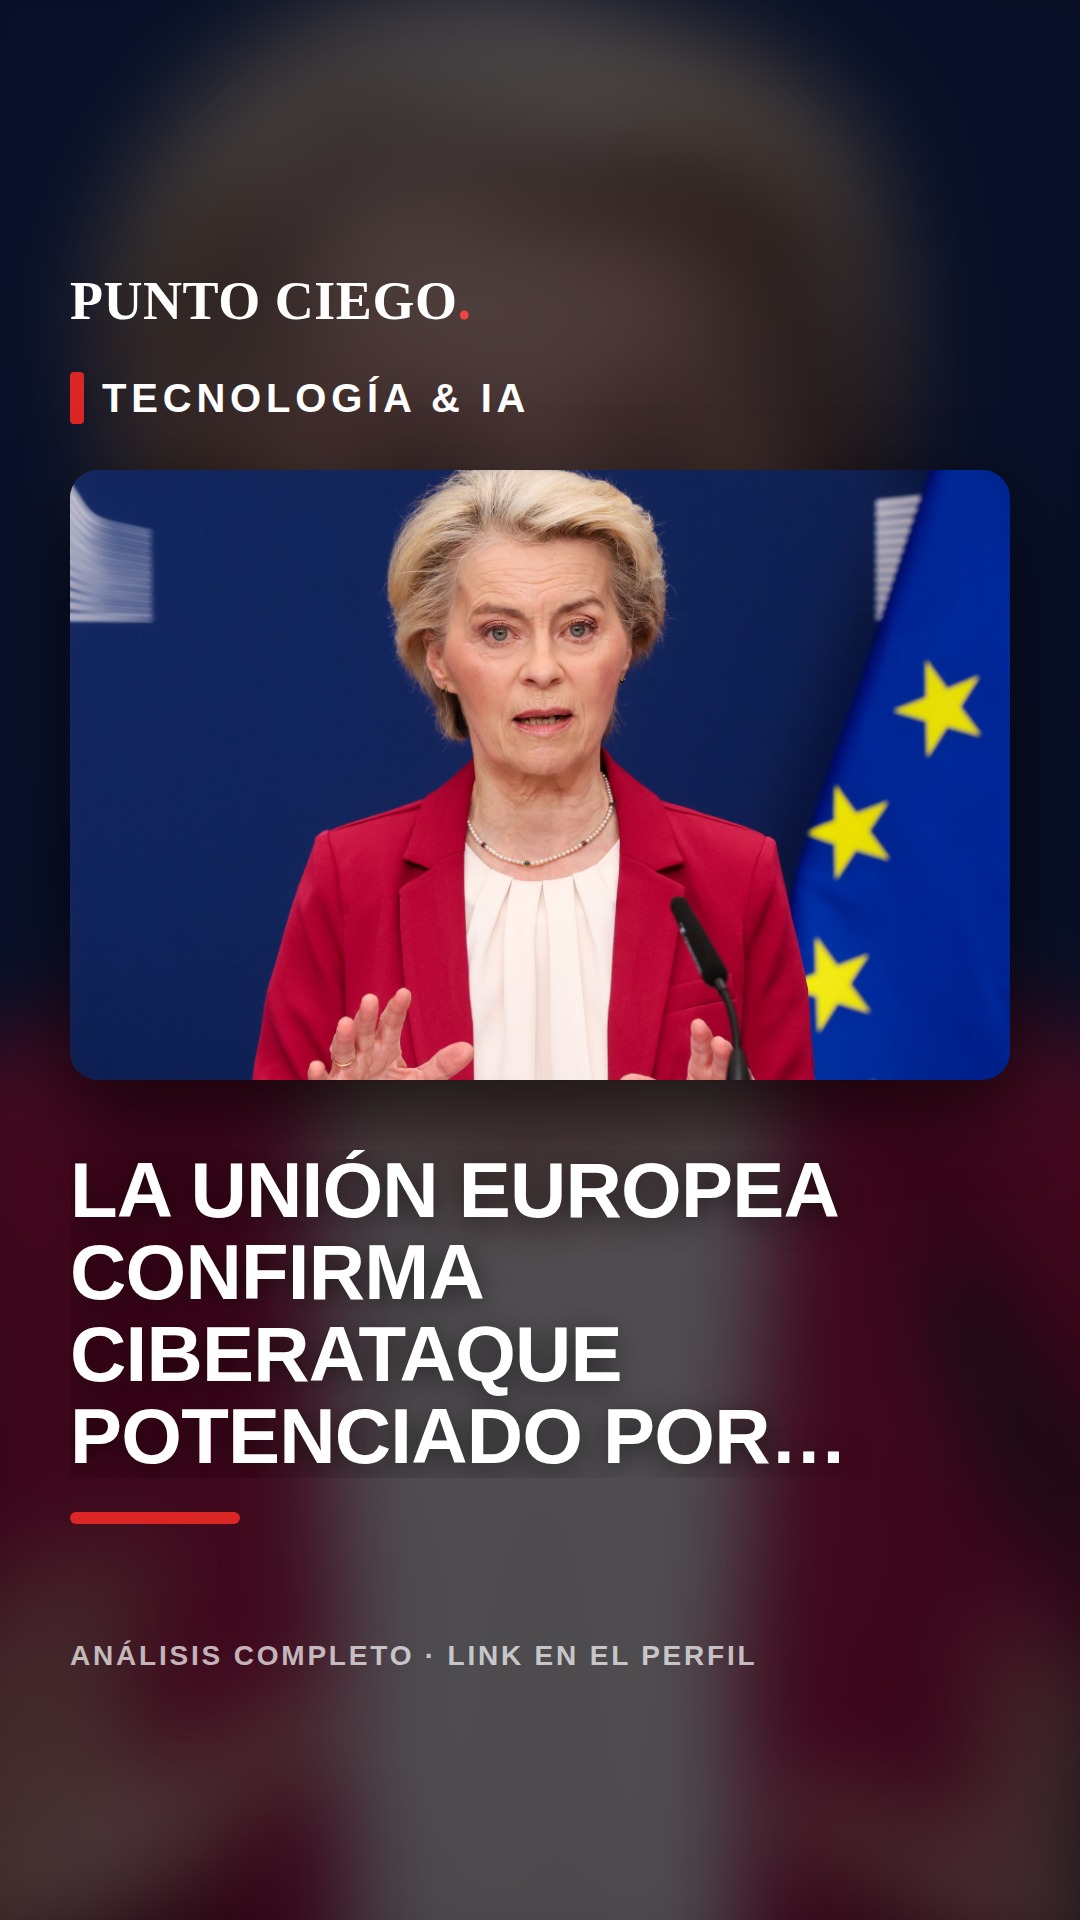 PUNTO CIEGO.
TECNOLOGÍA & IA
LA UNIÓN EUROPEA
CONFIRMA
CIBERATAQUE
POTENCIADO POR…
ANÁLISIS COMPLETO · LINK EN EL PERFIL